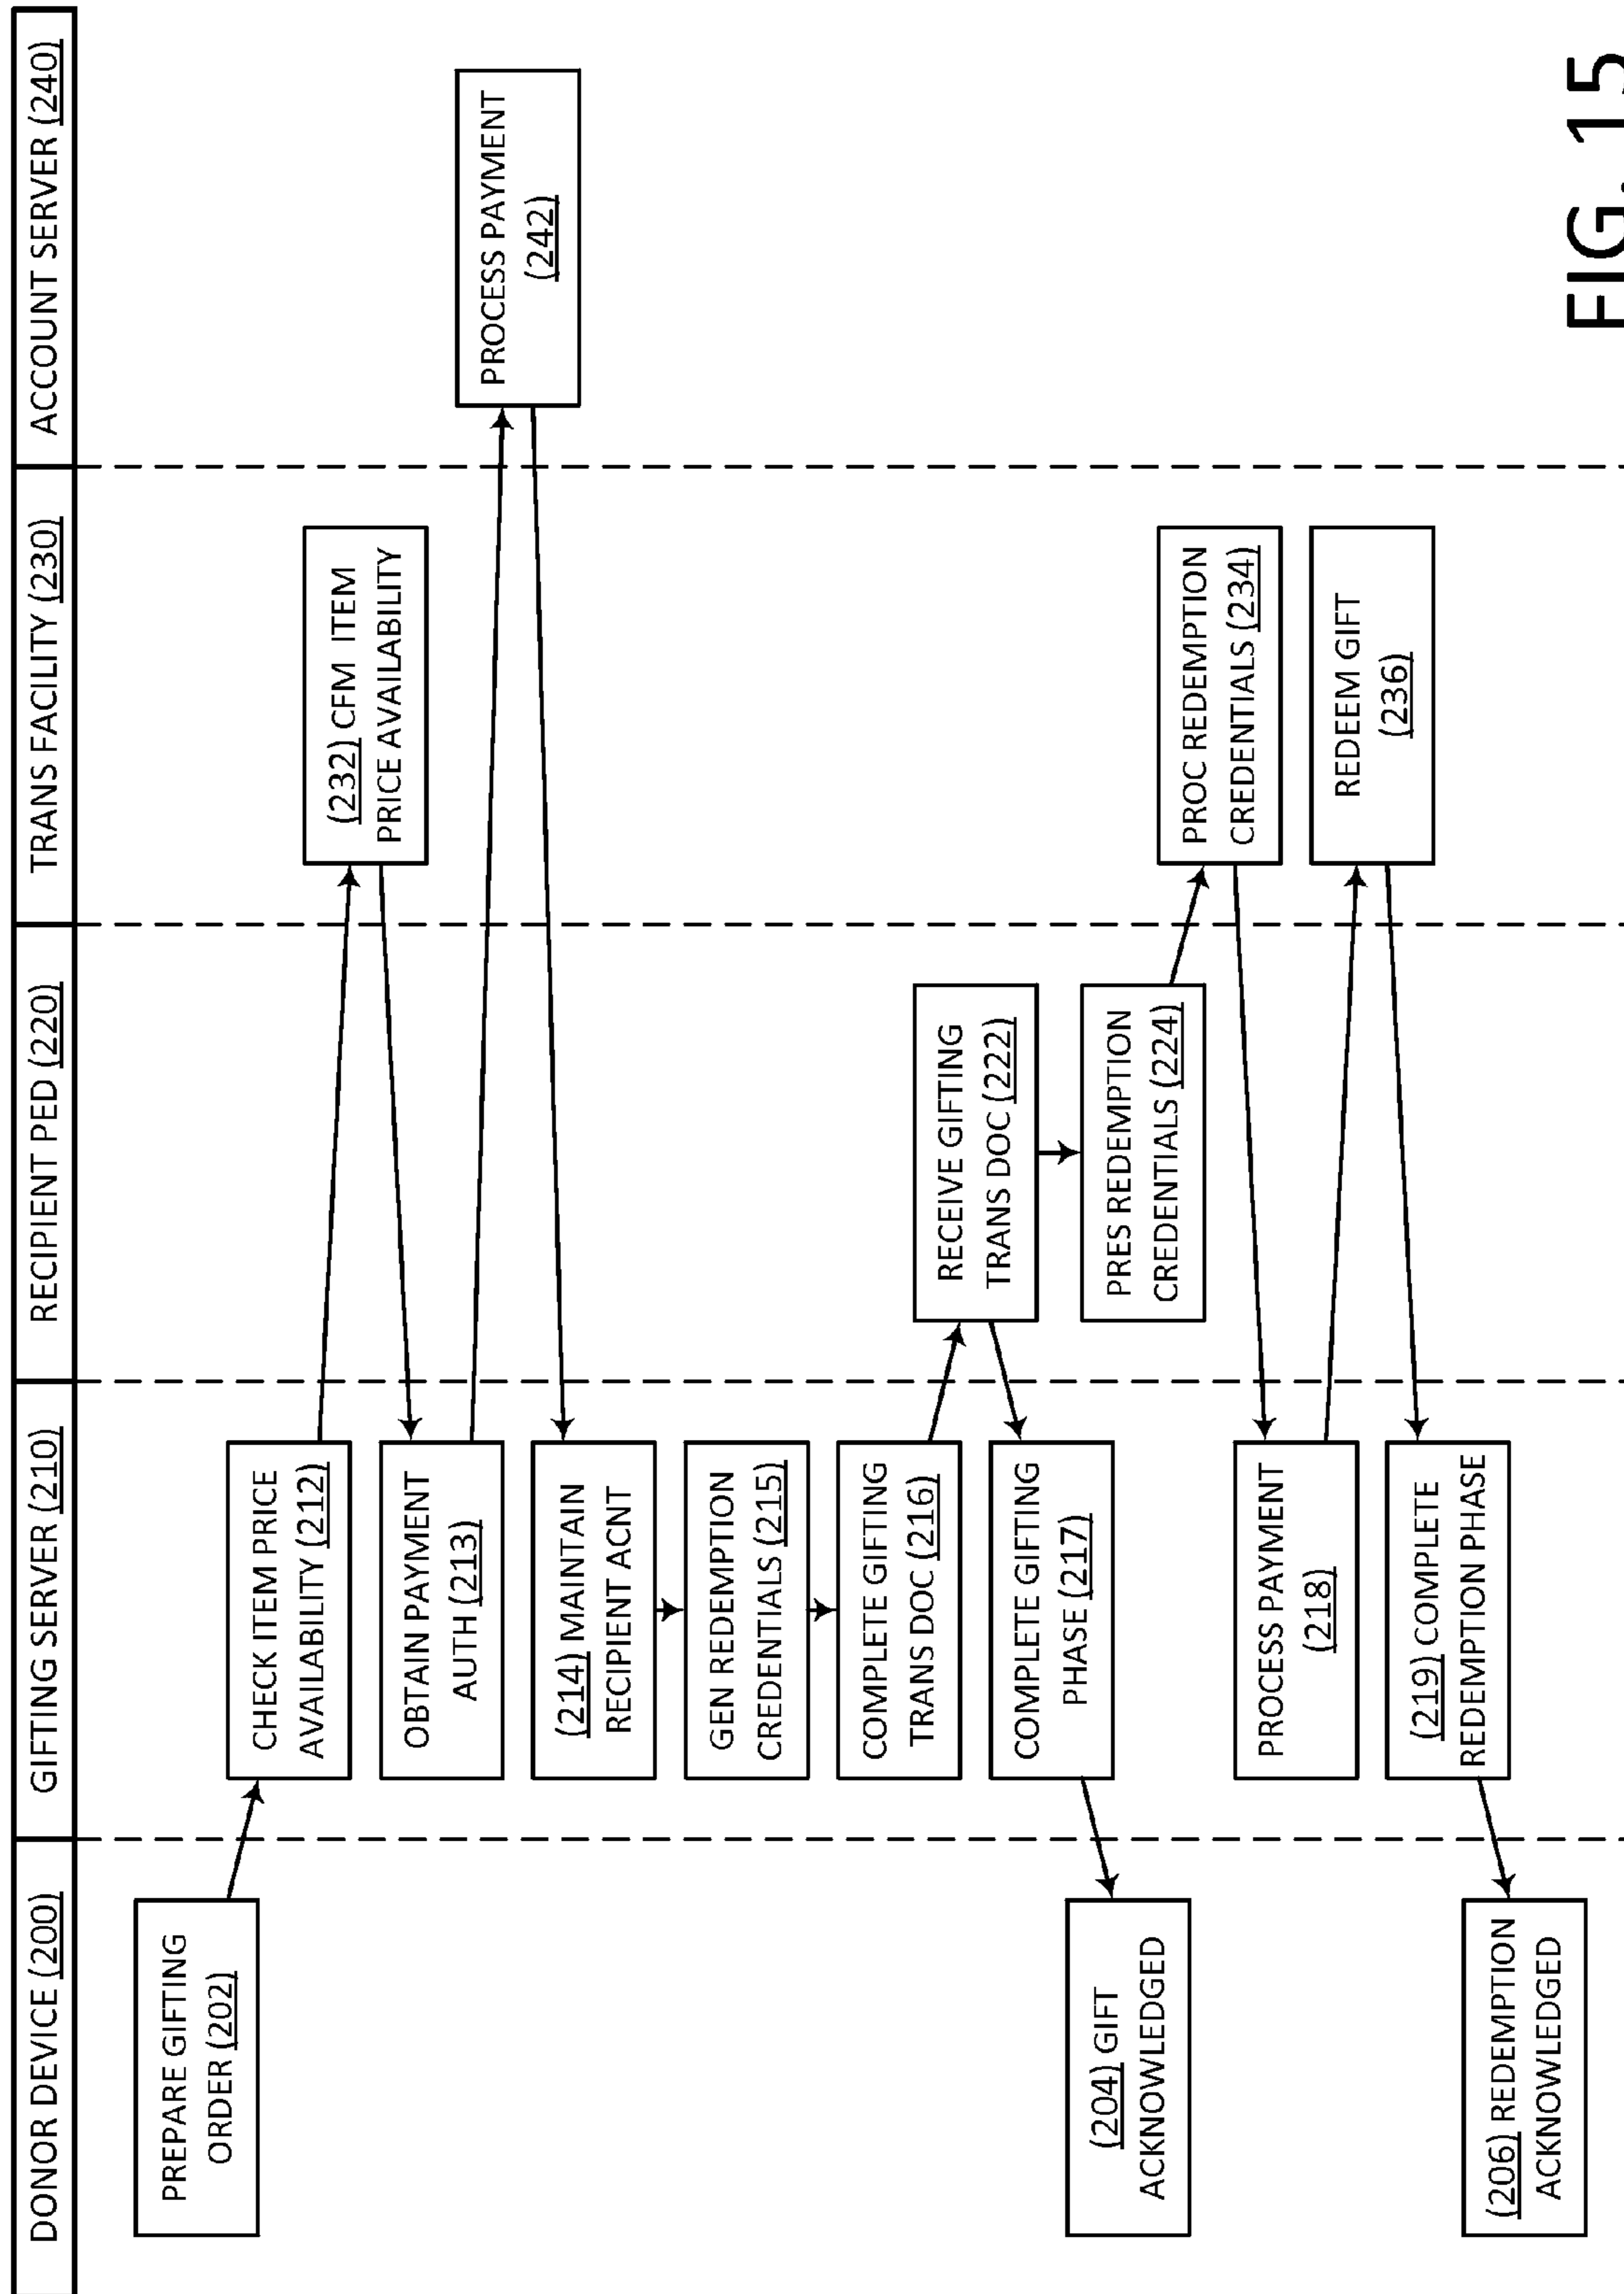 DONOR DEVICE (200)
GIFTING SERVER (210)
RECIPIENT PED (220)
TRANS FACILITY (230)
ACCOUNT SERVER (240)
PREPARE GIFTING
ORDER (202)
CHECK ITEM PRICE
AVAILABILITY (212)
(232) CFM ITEM
PRICE AVAILABILITY
OBTAIN PAYMENT
AUTH (213)
PROCESS PAYMENT
(242)
(214) MAINTAIN
RECIPIENT ACNT
GEN REDEMPTION
CREDENTIALS (215)
COMPLETE GIFTING
TRANS DOC (216)
RECEIVE GIFTING
TRANS DOC (222)
COMPLETE GIFTING
PHASE (217)
(204) GIFT
ACKNOWLEDGED
PRES REDEMPTION
CREDENTIALS (224)
PROC REDEMPTION
CREDENTIALS (234)
PROCESS PAYMENT
(218)
REDEEM GIFT
(236)
(219) COMPLETE
REDEMPTION PHASE
(206) REDEMPTION
ACKNOWLEDGED
FIG. 15